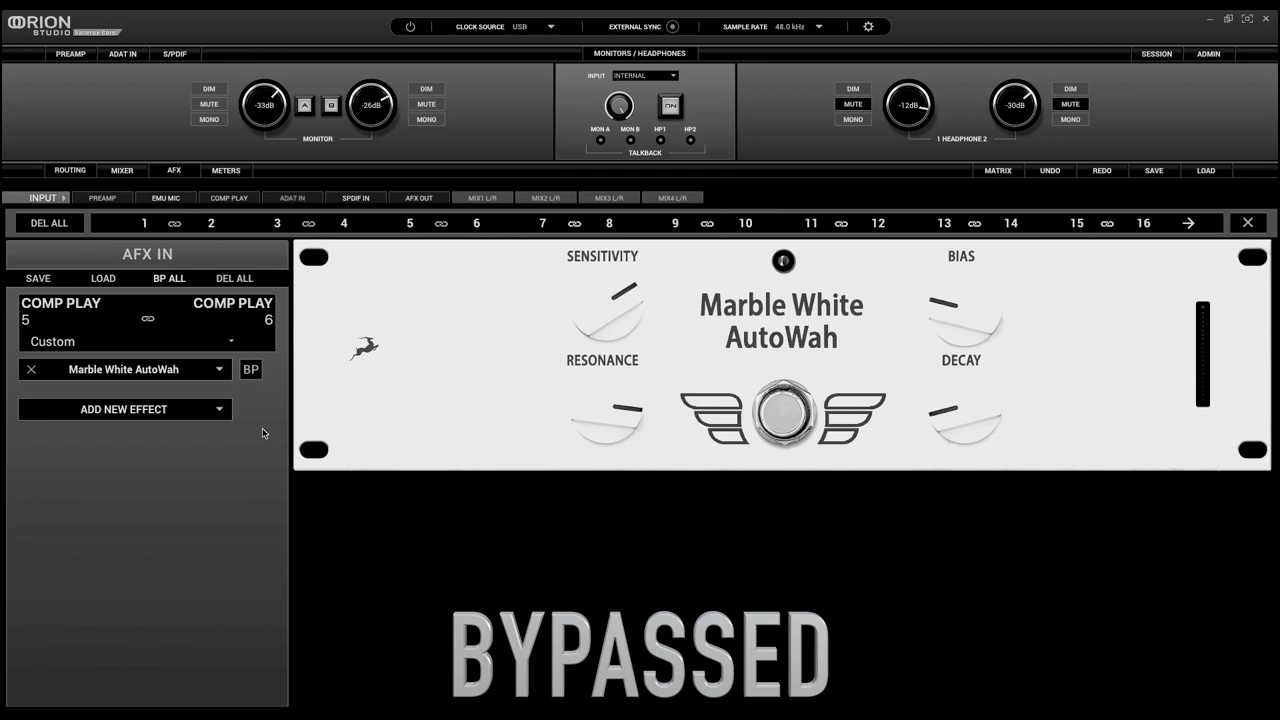 ORION
STUDIO Synergy Core
CLOCK SOURCE USB
EXTERNAL SYNC
SAMPLE RATE 48.0 kHz
PREAMP ADAT IN S/PDIF
MONITORS / HEADPHONES
SESSION ADMIN
DIM
MUTE
MONO
-33dB A B -26dB
DIM
MUTE
MONO
MONITOR
INPUT INTERNAL
ON
MON A MON B HP1 HP2
TALKBACK
DIM
MUTE
MONO
-12dB -30dB
DIM
MUTE
MONO
1 HEADPHONE 2
ROUTING MIXER AFX METERS
MATRIX UNDO REDO SAVE LOAD
INPUT PREAMP EMU MIC COMP PLAY ADAT IN SPDIF IN AFX OUT MIX1 L/R MIX2 L/R MIX3 L/R MIX4 L/R
DEL ALL 1 2 3 4 5 6 7 8 9 10 11 12 13 14 15 16
AFX IN
SAVE LOAD BP ALL DEL ALL
COMP PLAY COMP PLAY
5 6
Custom
Marble White AutoWah BP
ADD NEW EFFECT
SENSITIVITY
BIAS
Marble White
AutoWah
RESONANCE
DECAY
BYPASSED